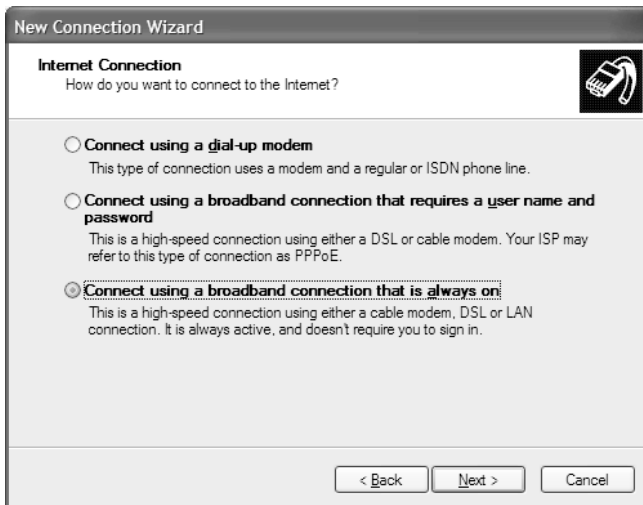 New Connection Wizard
Internet Connection
How do you want to connect to the Internet?
Connect using a dial-up modem
This type of connection uses a modem and a regular or ISDN phone line.
Connect using a broadband connection that requires a user name and
password
This is a high-speed connection using either a DSL or cable modem. Your ISP may
refer to this type of connection as PPPoE.
Connect using a broadband connection that is always on
This is a high-speed connection using either a cable modem, DSL or LAN
connection. It is always active, and doesn't require you to sign in.
< Back Next > Cancel